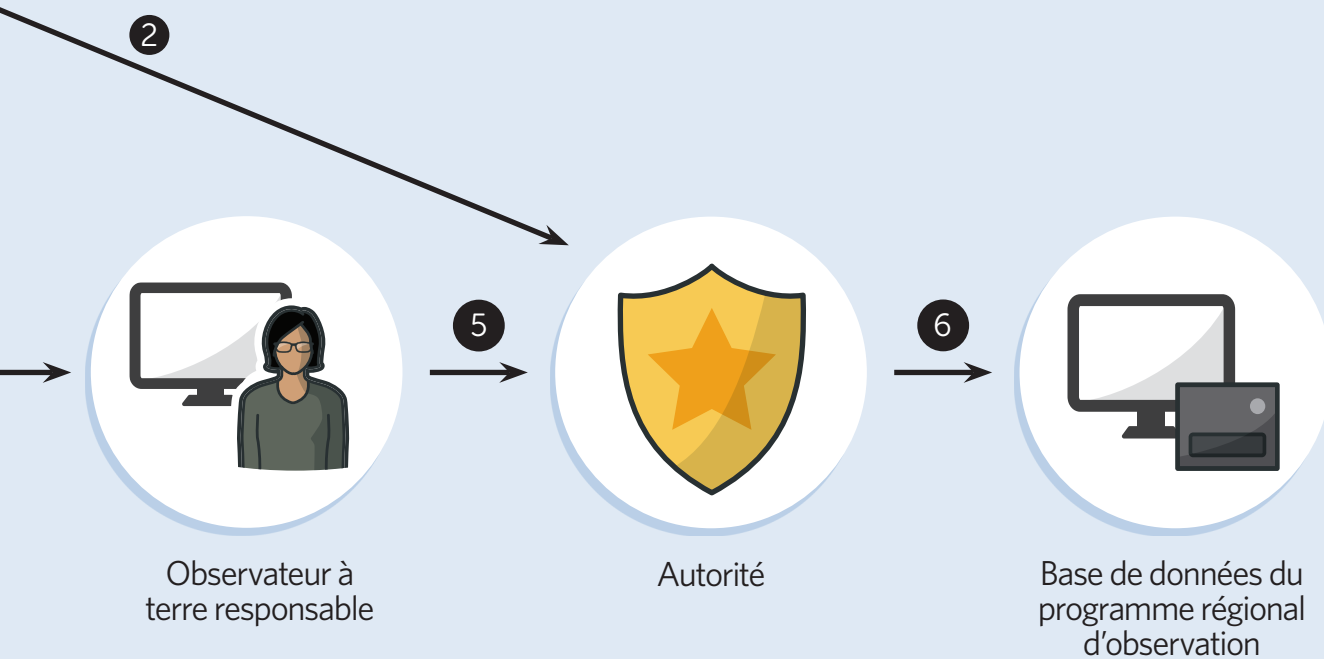 2
5
6
Observateur à
terre responsable
Autorité
Base de données du
programme régional
d'observation